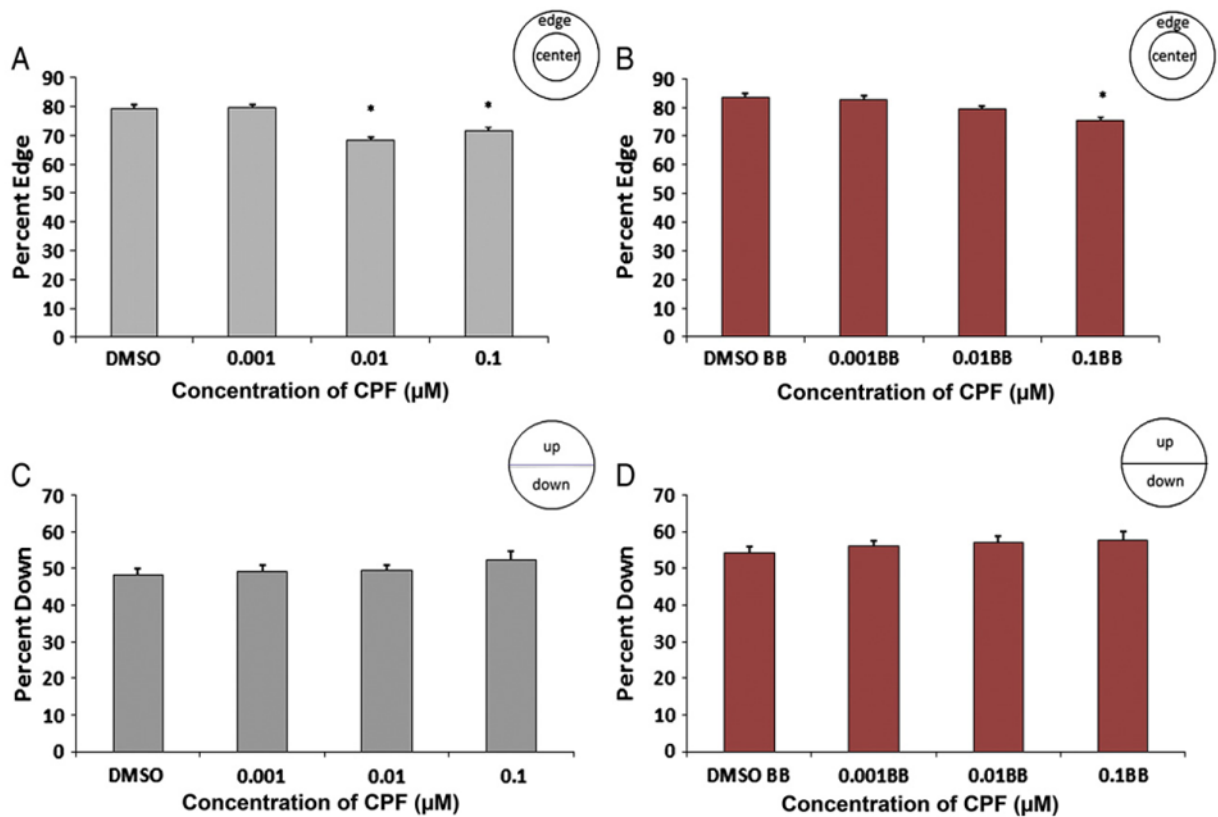 A
edge
center
90
80
70
60
50
40
30
20
10
0
Percent Edge
*
*
DMSO 0.001 0.01 0.1
Concentration of CPF (µM)
B
edge
center
90
80
70
60
50
40
30
20
10
0
Percent Edge
*
DMSO BB 0.001BB 0.01BB 0.1BB
Concentration of CPF (µM)
C
up
down
70
60
50
40
30
20
10
0
Percent Down
DMSO 0.001 0.01 0.1
Concentration of CPF (µM)
D
up
down
70
60
50
40
30
20
10
0
Percent Down
DMSO BB 0.001BB 0.01BB 0.1BB
Concentration of CPF (µM)